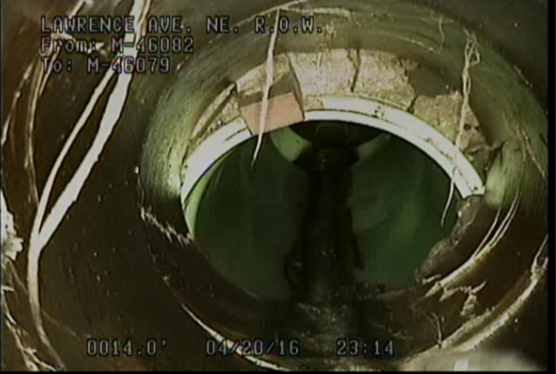 LAWRENCE AVE. NE. R.O.W.
From: M-46082
To: M-46079
0014.0' 04/20/16 23:14